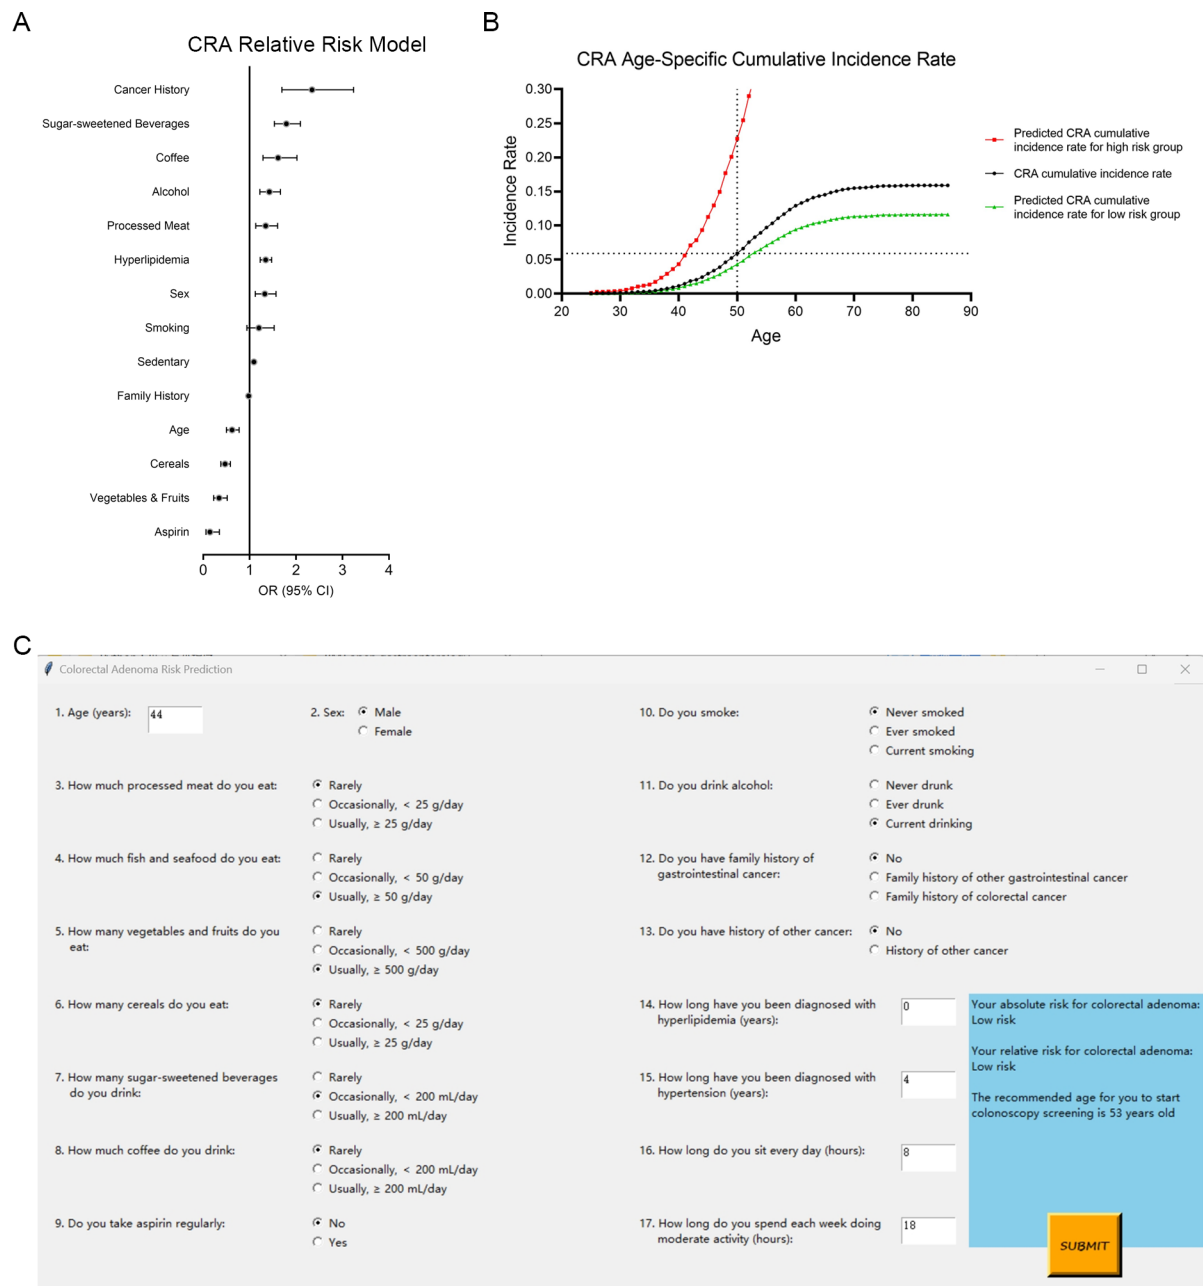 A
CRA Relative Risk Model
Cancer History
Sugar-sweetened Beverages
Coffee
Alcohol
Processed Meat
Hyperlipidemia
Sex
Smoking
Sedentary
Family History
Age
Cereals
Vegetables & Fruits
Aspirin
0 1 2 3 4
OR (95% CI)
B
CRA Age-Specific Cumulative Incidence Rate
Incidence Rate
0.30
0.25
0.20
0.15
0.10
0.05
0.00
20 30 40 50 60 70 80 90
Age
Predicted CRA cumulative
incidence rate for high risk group
CRA cumulative incidence rate
Predicted CRA cumulative
incidence rate for low risk group
C
Colorectal Adenoma Risk Prediction
1. Age (years): 44
2. Sex: Male
Female
3. How much processed meat do you eat: Rarely
Occasionally, < 25 g/day
Usually, ≥ 25 g/day
4. How much fish and seafood do you eat: Rarely
Occasionally, < 50 g/day
Usually, ≥ 50 g/day
5. How many vegetables and fruits do you Rarely
eat: Occasionally, < 500 g/day
Usually, ≥ 500 g/day
6. How many cereals do you eat: Rarely
Occasionally, < 25 g/day
Usually, ≥ 25 g/day
7. How many sugar-sweetened beverages Rarely
do you drink: Occasionally, < 200 mL/day
Usually, ≥ 200 mL/day
8. How much coffee do you drink: Rarely
Occasionally, < 200 mL/day
Usually, ≥ 200 mL/day
9. Do you take aspirin regularly: No
Yes
10. Do you smoke: Never smoked
Ever smoked
Current smoking
11. Do you drink alcohol: Never drunk
Ever drunk
Current drinking
12. Do you have family history of No
gastrointestinal cancer: Family history of other gastrointestinal cancer
Family history of colorectal cancer
13. Do you have history of other cancer: No
History of other cancer
14. How long have you been diagnosed with 0
hyperlipidemia (years):
15. How long have you been diagnosed with 4
hypertension (years):
16. How long do you sit every day (hours): 8
17. How long do you spend each week doing 18
moderate activity (hours):
Your absolute risk for colorectal adenoma:
Low risk
Your relative risk for colorectal adenoma:
Low risk
The recommended age for you to start
colonoscopy screening is 53 years old
SUBMIT